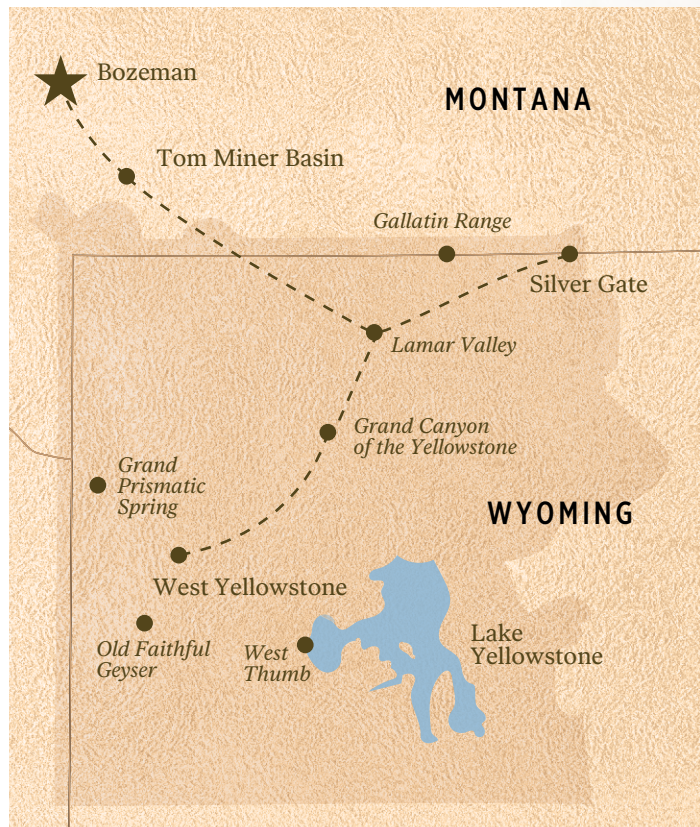 Bozeman
MONTANA
Tom Miner Basin
Gallatin Range
Silver Gate
Lamar Valley
Grand Canyon
of the Yellowstone
Grand
Prismatic
Spring
WYOMING
West Yellowstone
Old Faithful
Geyser
West
Thumb
Lake
Yellowstone